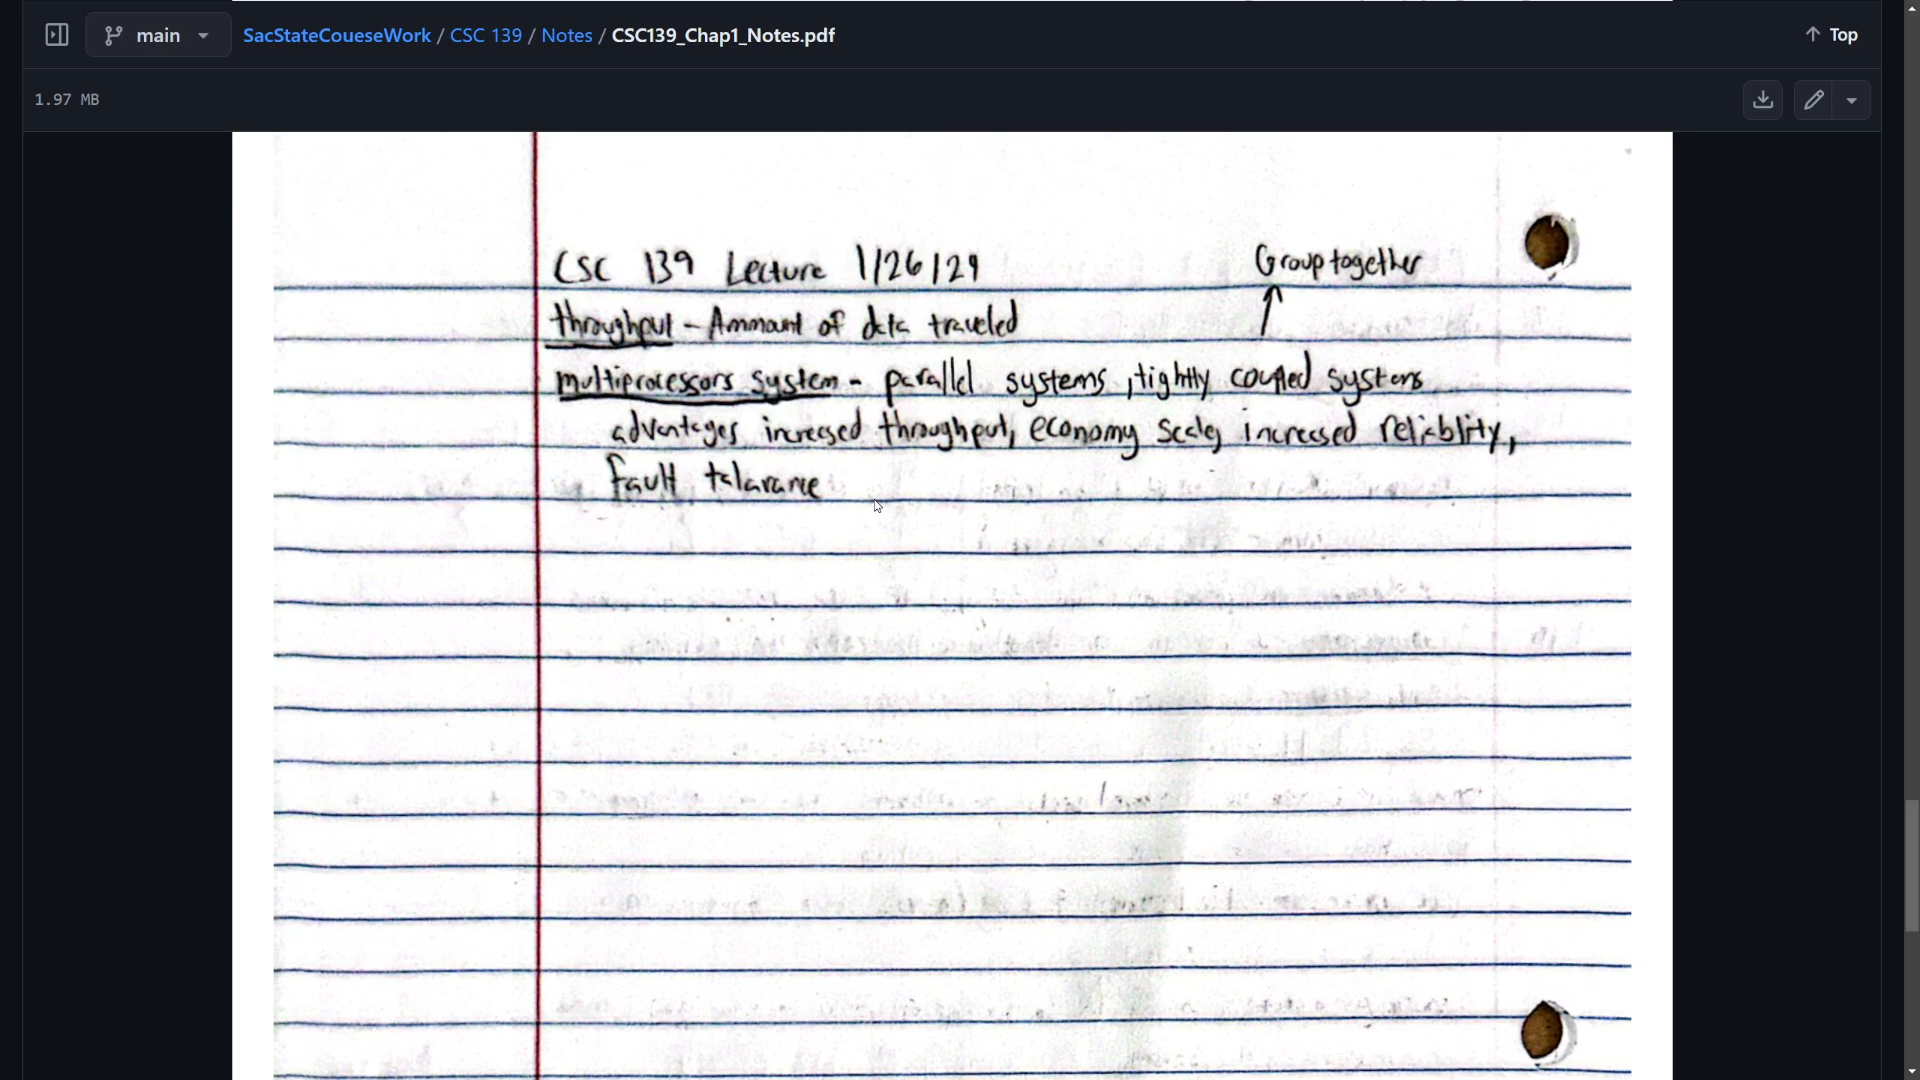 main
SacStateCoueseWork / CSC 139 / Notes / CSC139_Chap1_Notes.pdf
Top
1.97 MB
CSC 139 Lecture 1/26/24
Group together
throughput - Ammount of data traveled
multiprocessors system - parallel systems, tightly coupled systems
advantages increased throughput, economy scale, increased reliablity,
fault talarance